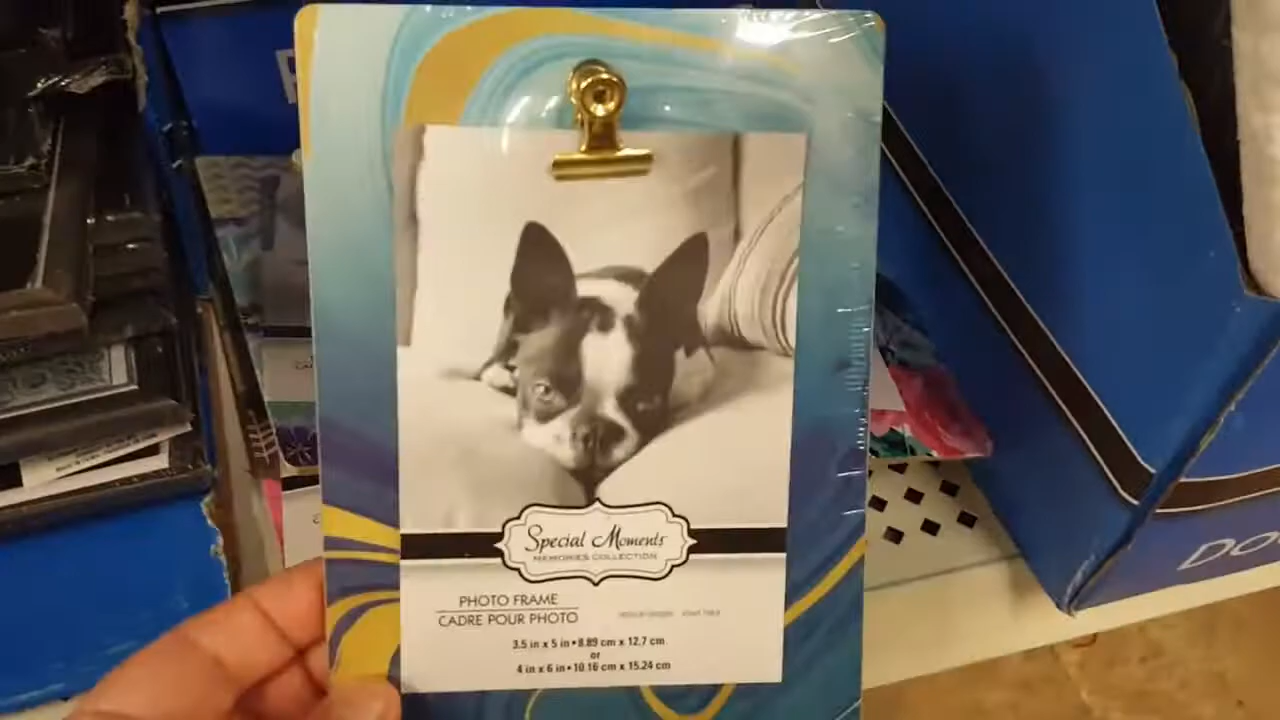 Special Moments
MEMORIES COLLECTION
PHOTO FRAME
CADRE POUR PHOTO
3.5 in x 5 in • 8.89 cm x 12.7 cm
or
4 in x 6 in • 10.16 cm x 15.24 cm